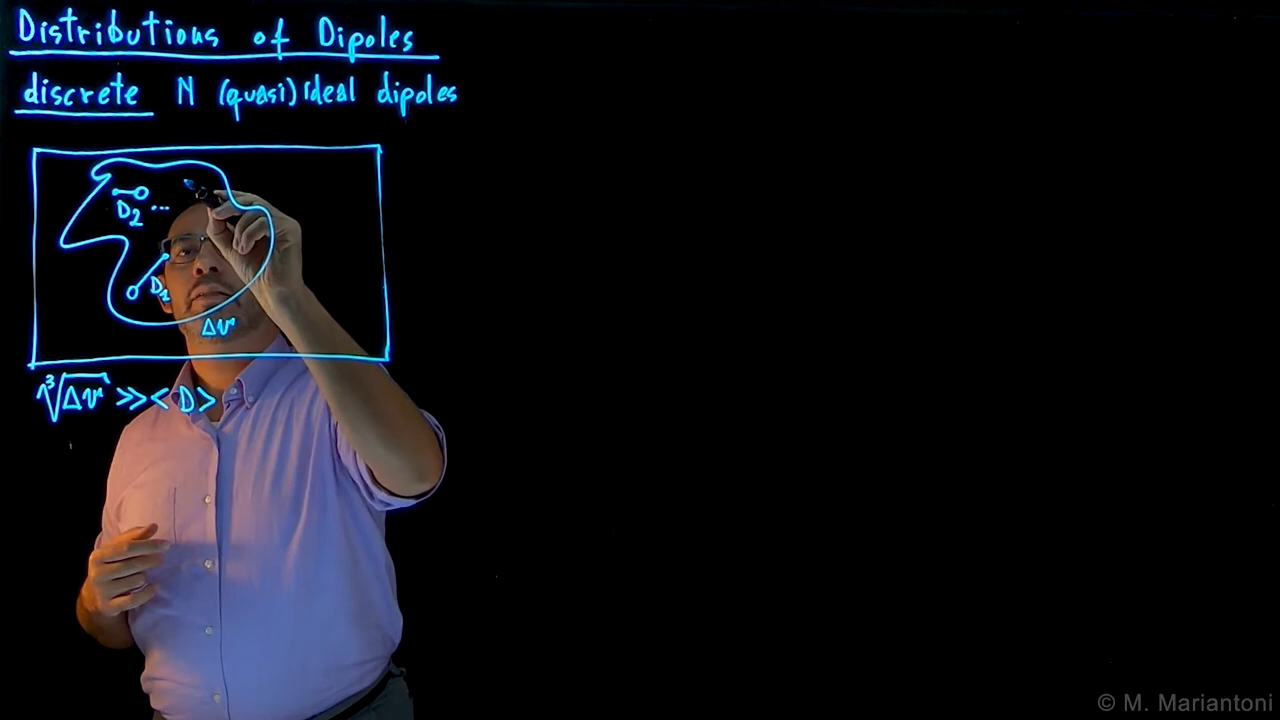 Distributions of Dipoles
discrete N (quasi) ideal dipoles
D₂ ...
D₁
Δv
∛Δv >> <D>
© M. Mariantoni